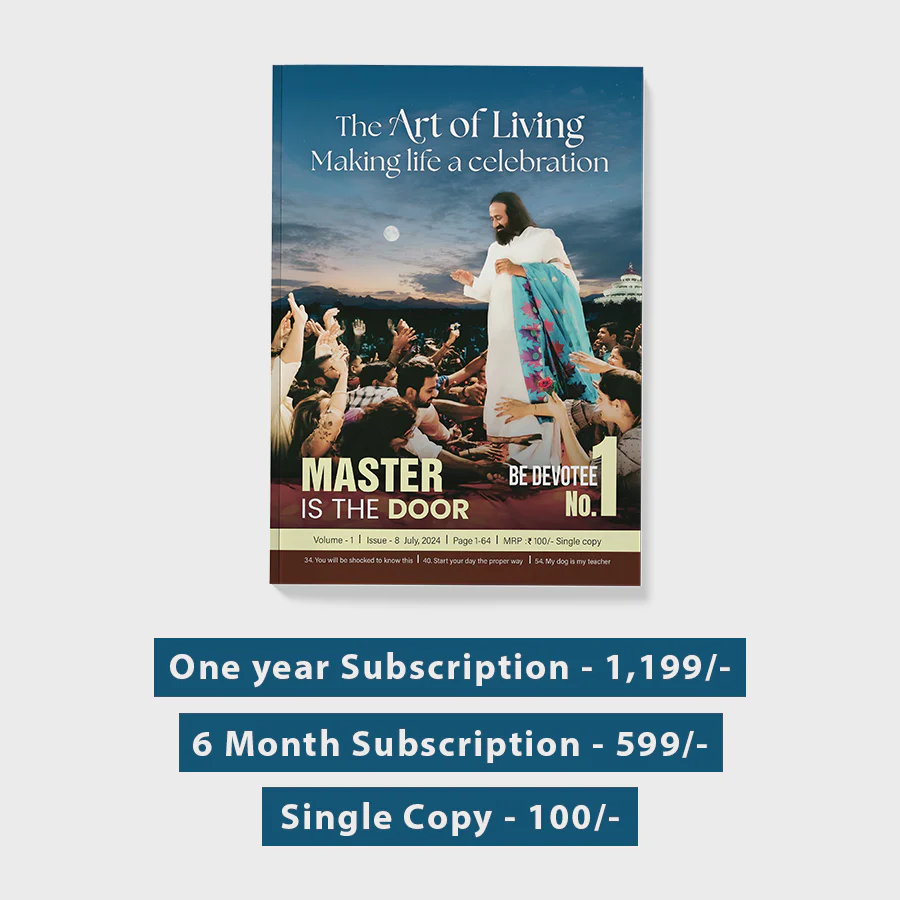 The Art of Living
Making life a celebration
MASTER
IS THE DOOR
BE DEVOTEE
No.1
Volume - 1 | Issue - 8 July, 2024 | Page 1-64 | MRP : ₹ 100/- Single copy
34. You will be shocked to know this | 40. Start your day the proper way | 54. My dog is my teacher
One year Subscription - 1,199/-
6 Month Subscription - 599/-
Single Copy - 100/-